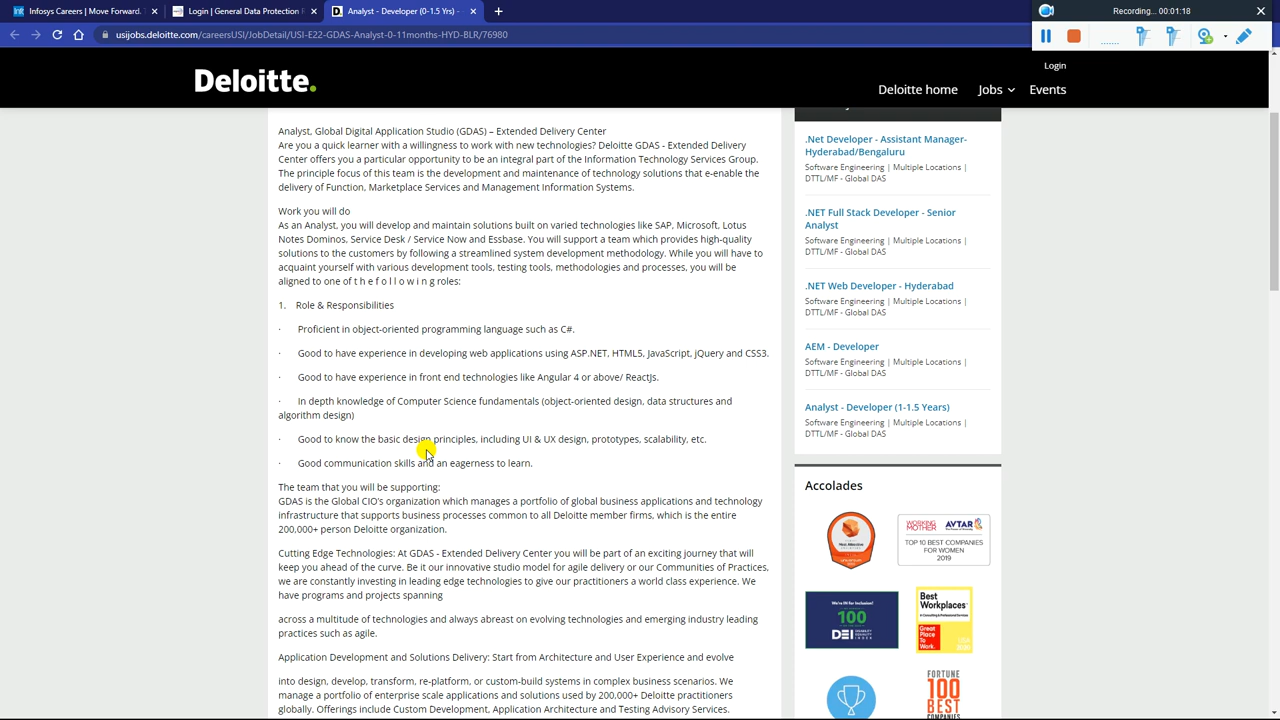 Infosys Careers | Move Forward.
Login | General Data Protection R
Analyst - Developer (0-1.5 Yrs) -
Recording... 00:01:18
usijobs.deloitte.com/careersUSI/JobDetail/USI-E22-GDAS-Analyst-0-11months-HYD-BLR/76980
Login
Deloitte.
Deloitte home
Jobs
Events
Analyst, Global Digital Application Studio (GDAS) – Extended Delivery Center
Are you a quick learner with a willingness to work with new technologies? Deloitte GDAS - Extended Delivery
Center offers you a particular opportunity to be an integral part of the Information Technology Services Group.
The principle focus of this team is the development and maintenance of technology solutions that e-enable the
delivery of Function, Marketplace Services and Management Information Systems.
Work you will do
As an Analyst, you will develop and maintain solutions built on varied technologies like SAP, Microsoft, Lotus
Notes Dominos, Service Desk / Service Now and Essbase. You will support a team which provides high-quality
solutions to the customers by following a streamlined system development methodology. While you will have to
acquaint yourself with various development tools, testing tools, methodologies and processes, you will be
aligned to one of t h e f o l l o w i n g roles:
1. Role & Responsibilities
· Proficient in object-oriented programming language such as C#.
· Good to have experience in developing web applications using ASP.NET, HTML5, JavaScript, jQuery and CSS3.
· Good to have experience in front end technologies like Angular 4 or above/ ReactJs.
· In depth knowledge of Computer Science fundamentals (object-oriented design, data structures and
algorithm design)
· Good to know the basic design principles, including UI & UX design, prototypes, scalability, etc.
· Good communication skills and an eagerness to learn.
The team that you will be supporting:
GDAS is the Global CIO's organization which manages a portfolio of global business applications and technology
infrastructure that supports business processes common to all Deloitte member firms, which is the entire
200.000+ person Deloitte organization.
Cutting Edge Technologies: At GDAS - Extended Delivery Center you will be part of an exciting journey that will
keep you ahead of the curve. Be it our innovative studio model for agile delivery or our Communities of Practices,
we are constantly investing in leading edge technologies to give our practitioners a world class experience. We
have programs and projects spanning
across a multitude of technologies and always abreast on evolving technologies and emerging industry leading
practices such as agile.
Application Development and Solutions Delivery: Start from Architecture and User Experience and evolve
into design, develop, transform, re-platform, or custom-build systems in complex business scenarios. We
manage a portfolio of enterprise scale applications and solutions used by 200.000+ Deloitte practitioners
globally. Offerings include Custom Development, Application Architecture and Testing Advisory Services.
.Net Developer - Assistant Manager-
Hyderabad/Bengaluru
Software Engineering | Multiple Locations |
DTTL/MF - Global DAS
.NET Full Stack Developer - Senior
Analyst
Software Engineering | Multiple Locations |
DTTL/MF - Global DAS
.NET Web Developer - Hyderabad
Software Engineering | Multiple Locations |
DTTL/MF - Global DAS
AEM - Developer
Software Engineering | Multiple Locations |
DTTL/MF - Global DAS
Analyst - Developer (1-1.5 Years)
Software Engineering | Multiple Locations |
DTTL/MF - Global DAS
Accolades
WORKING MOTHER AVTAR
TOP 10 BEST COMPANIES
FOR WOMEN
2019
We're IN for Inclusion!
100
DEI
Best
Workplaces
Great
Place
To
Work.
FORTUNE
100
BEST
COMPANIES